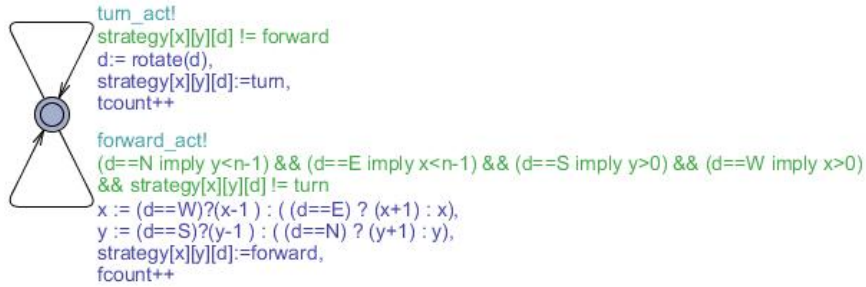 turn_act!
strategy[x][y][d] != forward
d:= rotate(d),
strategy[x][y][d]:=turn,
tcount++
forward_act!
(d==N imply y<n-1) && (d==E imply x<n-1) && (d==S imply y>0) && (d==W imply x>0)
&& strategy[x][y][d] != turn
x := (d==W)?(x-1 ) : ( (d==E) ? (x+1) : x),
y := (d==S)?(y-1 ) : ( (d==N) ? (y+1) : y),
strategy[x][y][d]:=forward,
fcount++